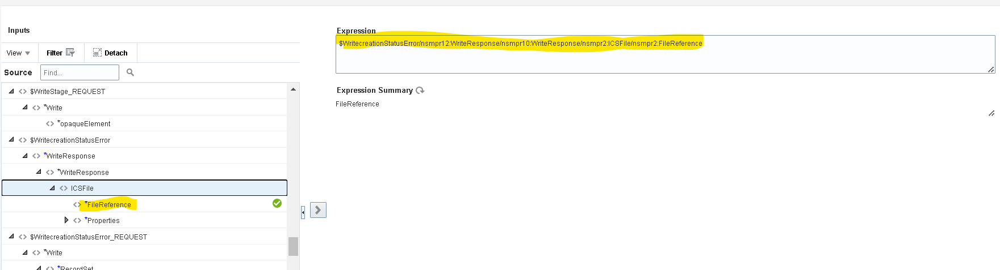 Inputs
View
Filter
Detach
Source
Find...
$WriteStage_REQUEST
*Write
*opaqueElement
$WritecreationStatusError
*WriteResponse
*WriteResponse
ICSFile
*FileReference
*Properties
$WritecreationStatusError_REQUEST
*Write
*RecordSet
Expression
$WritecreationStatusError/nsmpr12:WriteResponse/nsmpr10:WriteResponse/nsmpr2:ICSFile/nsmpr2:FileReference
Expression Summary
FileReference